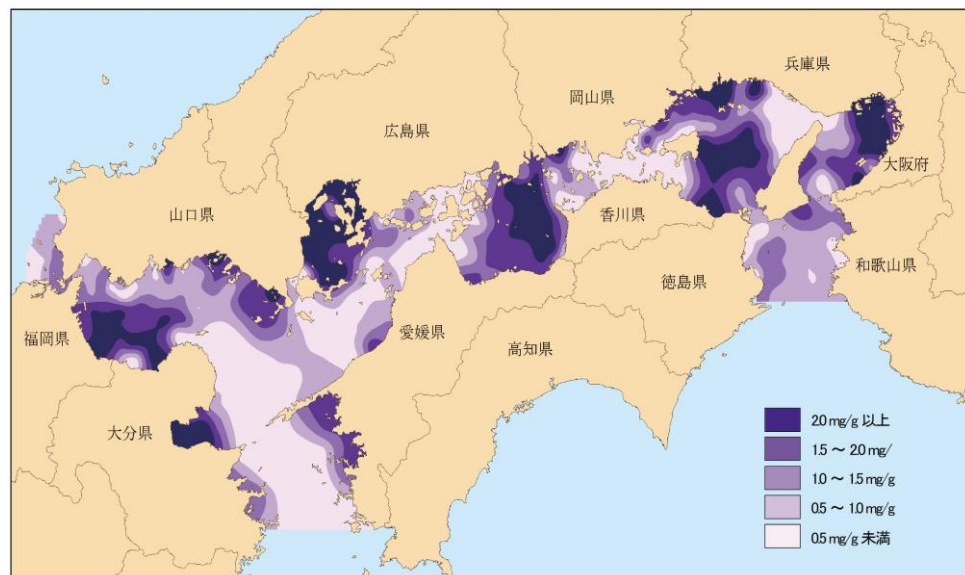 兵庫県
岡山県
広島県
大阪府
山口県
香川県
和歌山県
徳島県
福岡県
愛媛県
高知県
大分県
2.0 mg/g 以上
1.5 ～ 2.0 mg/
1.0 ～ 1.5 mg/g
0.5 ～ 1.0 mg/g
0.5 mg/g 未満